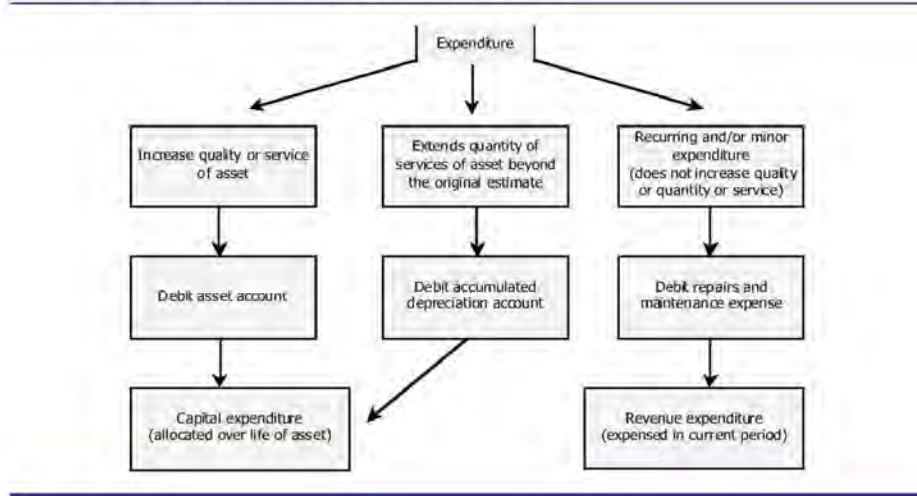 Expenditure
Increase quality or service
of asset
Extends quantity of
services of asset beyond
the original estimate
Recurring and/or minor
expenditure
(does not increase quality
or quantity or service)
Debit asset account
Debit accumulated
depreciation account
Debit repairs and
maintenance expense
Capital expenditure
(allocated over life of asset)
Revenue expenditure
(expensed in current period)